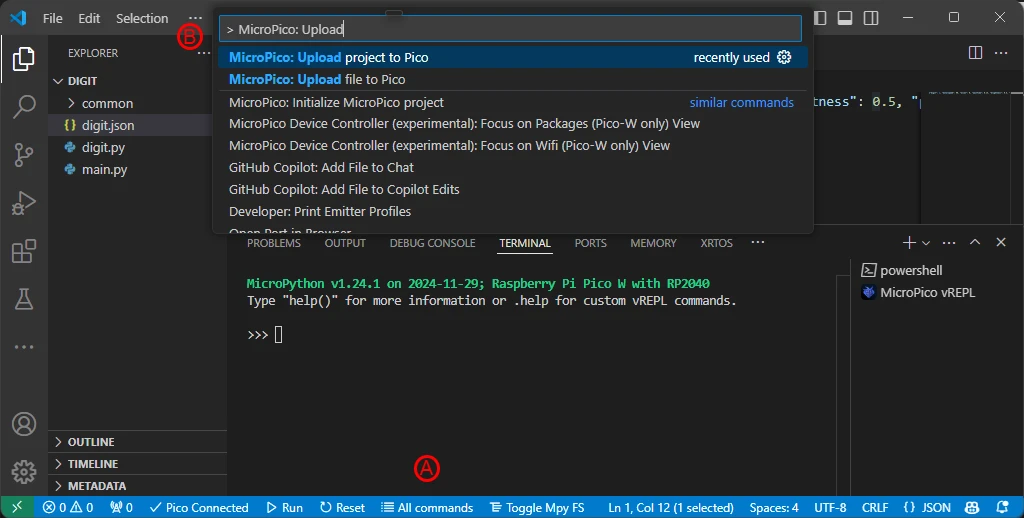 File Edit Selection ...
> MicroPico: Upload
B
EXPLORER ...
MicroPico: Upload project to Pico recently used
MicroPico: Upload file to Pico
MicroPico: Initialize MicroPico project similar commands
MicroPico Device Controller (experimental): Focus on Packages (Pico-W only) View
MicroPico Device Controller (experimental): Focus on Wifi (Pico-W only) View
GitHub Copilot: Add File to Chat
GitHub Copilot: Add File to Copilot Edits
Developer: Print Emitter Profiles
Open Port in Browser
DIGIT
common
{} digit.json
digit.py
main.py
tness": 0.5, "
PROBLEMS OUTPUT DEBUG CONSOLE TERMINAL PORTS MEMORY XRTOS ...
MicroPython v1.24.1 on 2024-11-29; Raspberry Pi Pico W with RP2040
Type "help()" for more information or .help for custom vREPL commands.
>>>
powershell
MicroPico vREPL
OUTLINE
TIMELINE
METADATA
A
0 0 0 Pico Connected Run Reset All commands Toggle Mpy FS Ln 1, Col 12 (1 selected) Spaces: 4 UTF-8 CRLF {} JSON